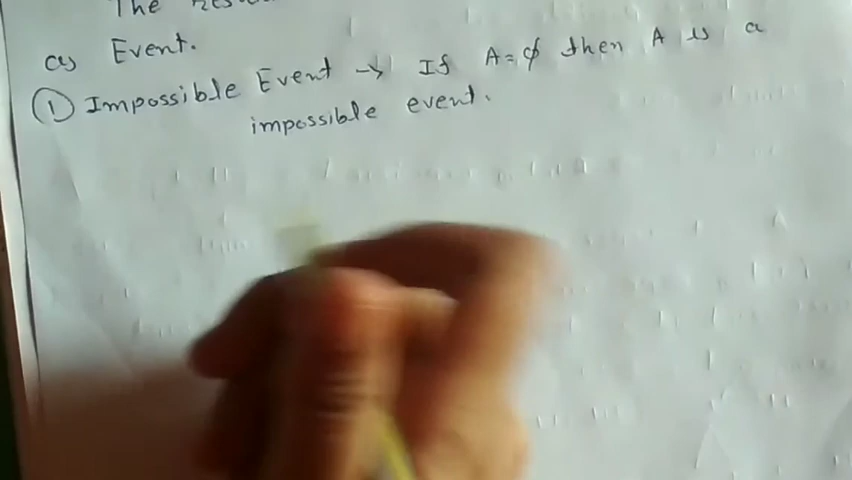 The
as Event.
① Impossible Event → If A=ϕ then A is a
impossible event.